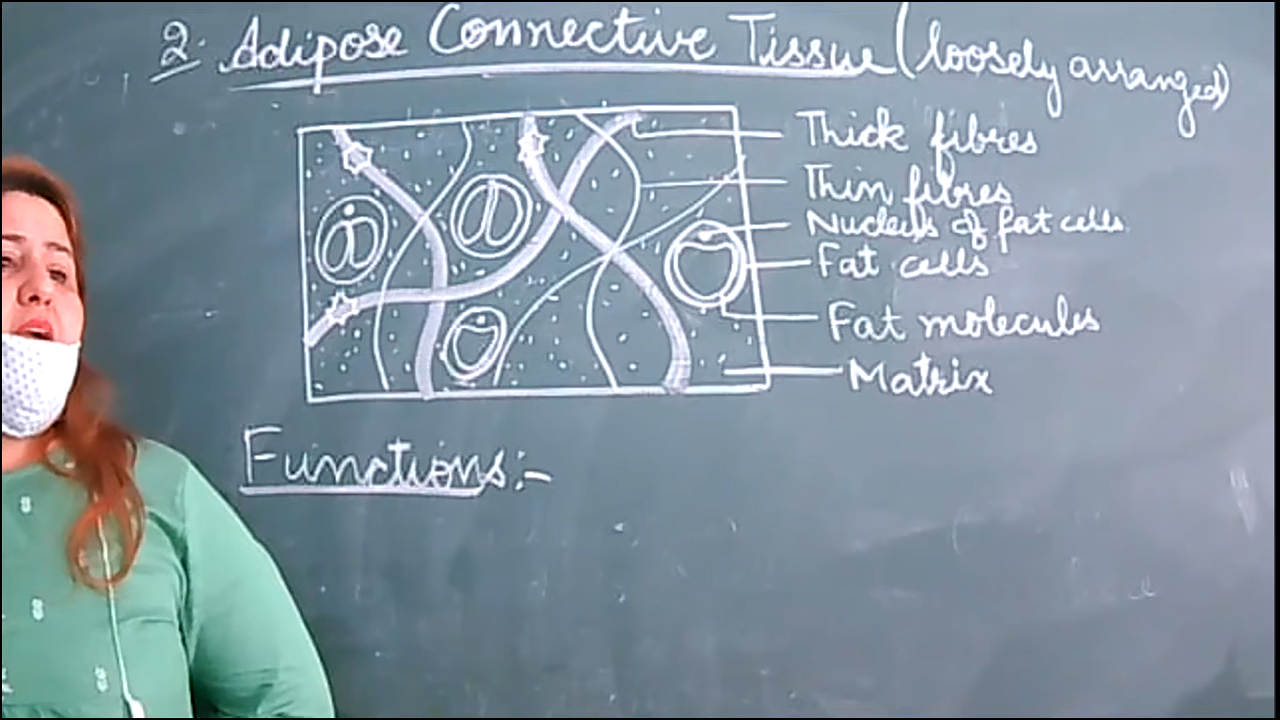 2. Adipose Connective Tissue (loosely arranged)
Thick fibres
Thin fibres
Nucleus of fat cells
Fat cells
Fat molecules
Matrix
Functions:-